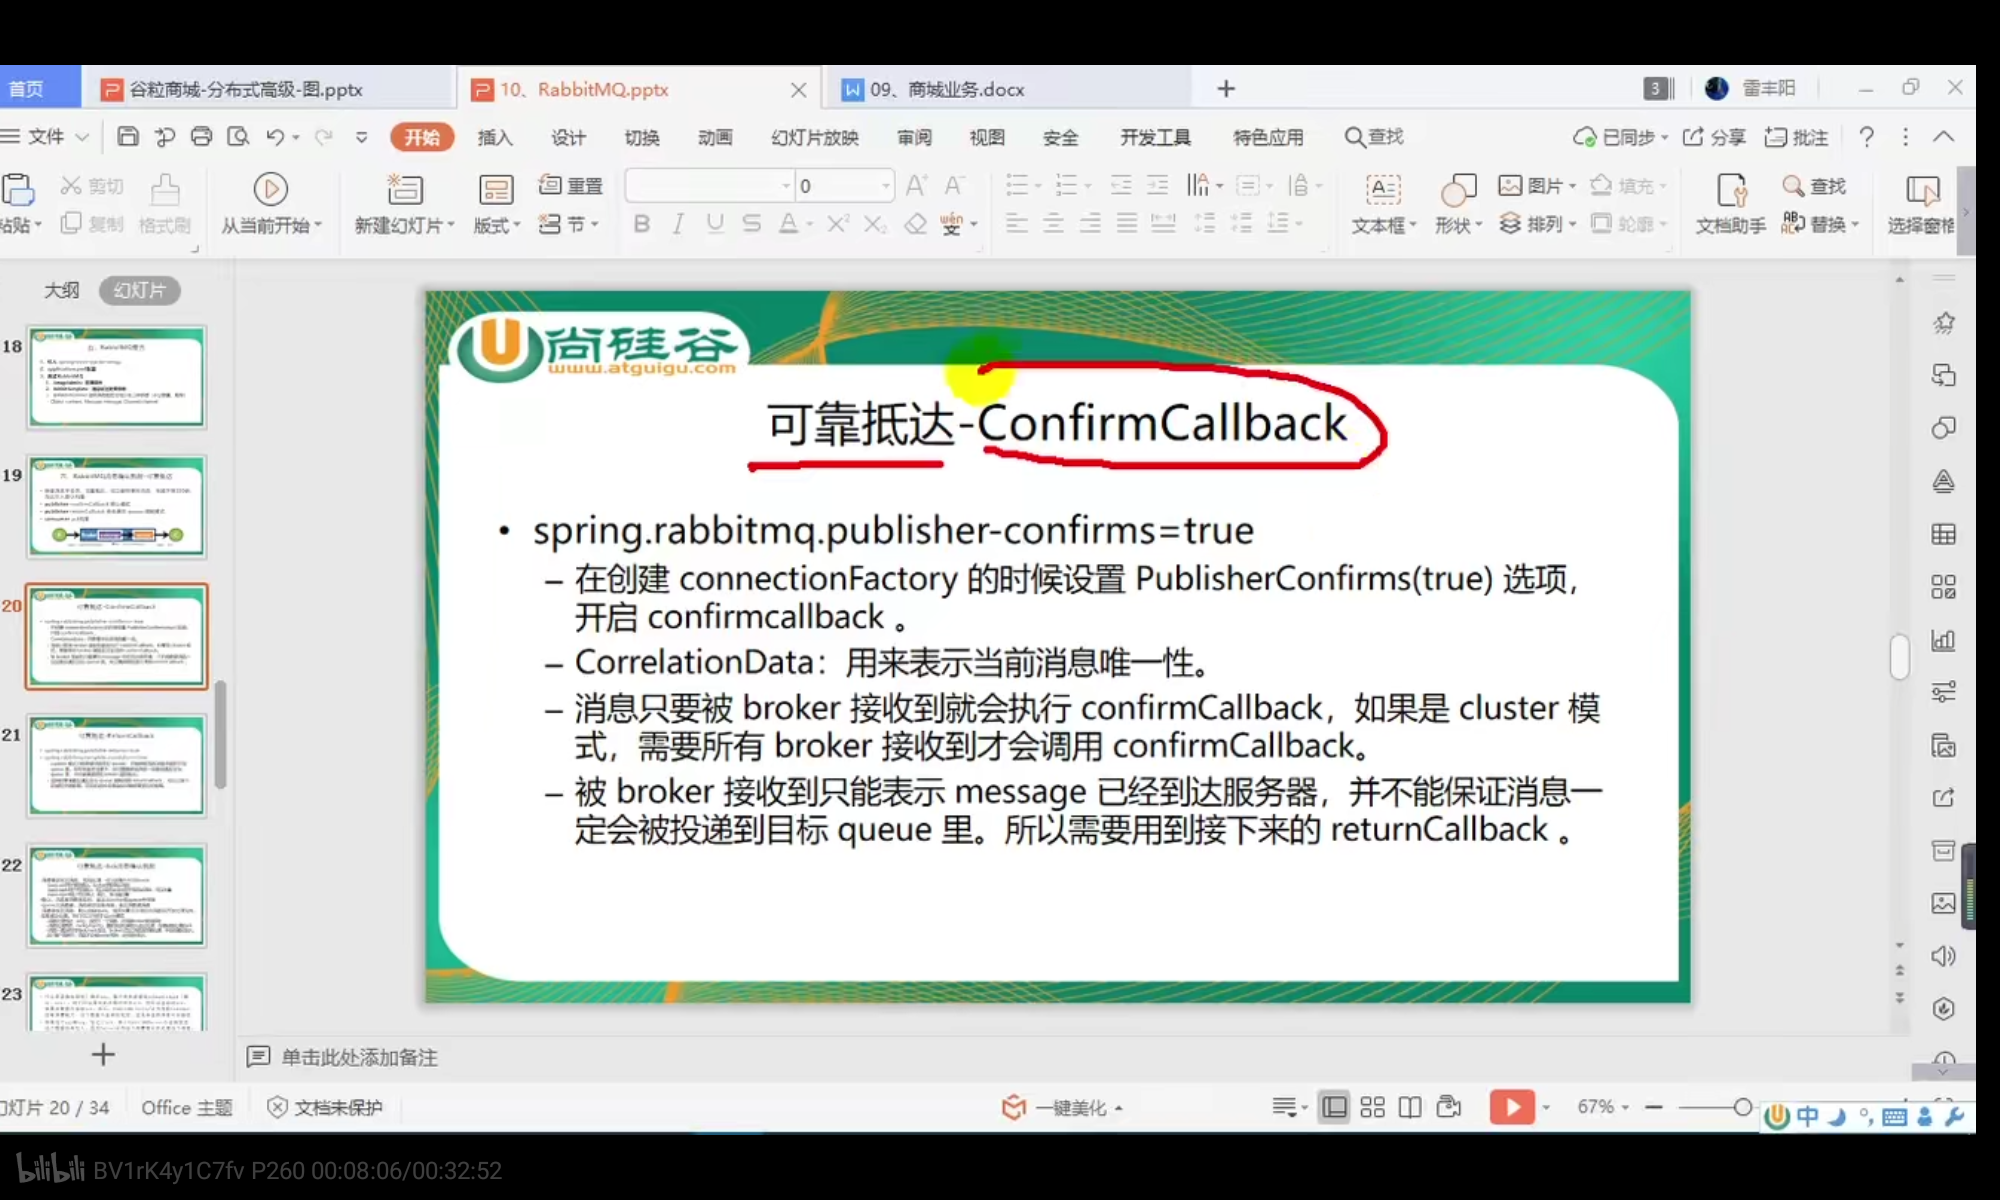 首页
谷粒商城-分布式高级-图.pptx
10、RabbitMQ.pptx
09、商城业务.docx
3
雷丰阳
文件
开始
插入
设计
切换
动画
幻灯片放映
审阅
视图
安全
开发工具
特色应用
查找
已同步
分享
批注
粘贴
剪切
复制
格式刷
从当前开始
新建幻灯片
版式
重置
节
0
文本框
形状
图片
排列
填充
轮廓
文档助手
查找
替换
选择窗格
大纲
幻灯片
18
19
20
21
22
23
尚硅谷
www.atguigu.com
可靠抵达-ConfirmCallback
• spring.rabbitmq.publisher-confirms=true
– 在创建 connectionFactory 的时候设置 PublisherConfirms(true) 选项，
开启 confirmcallback 。
– CorrelationData：用来表示当前消息唯一性。
– 消息只要被 broker 接收到就会执行 confirmCallback，如果是 cluster 模
式，需要所有 broker 接收到才会调用 confirmCallback。
– 被 broker 接收到只能表示 message 已经到达服务器，并不能保证消息一
定会被投递到目标 queue 里。所以需要用到接下来的 returnCallback 。
单击此处添加备注
幻灯片 20 / 34
Office 主题
文档未保护
一键美化
67%
中
bilibili BV1rK4y1C7fv P260 00:08:06/00:32:52